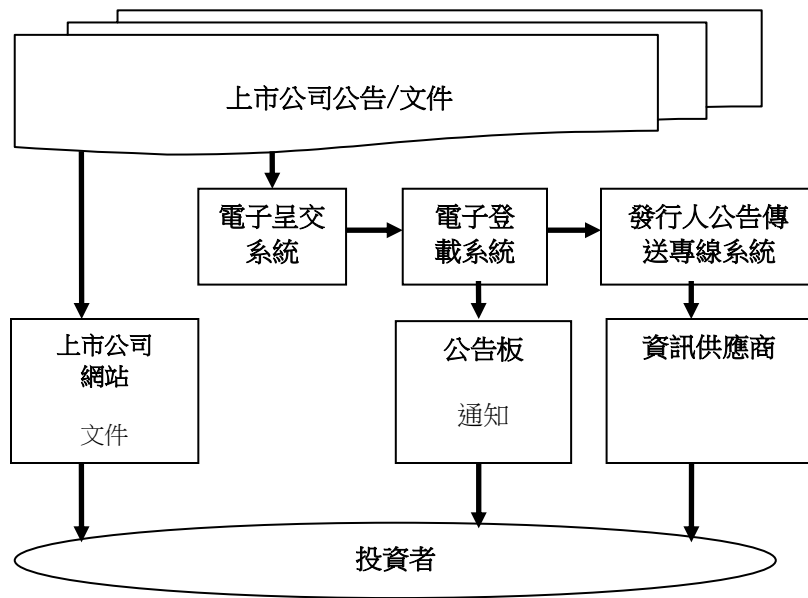 上市公司公告/文件
電子呈交
系統
電子登
載系統
發行人公告傳
送專線系統
上市公司
網站
文件
公告板
通知
資訊供應商
投資者